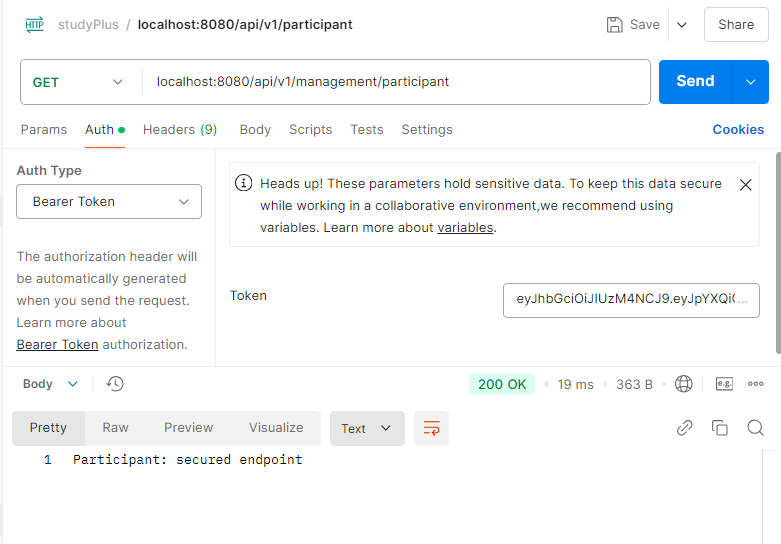 HTTP studyPlus / localhost:8080/api/v1/participant Save Share
GET localhost:8080/api/v1/management/participant Send
Params Auth Headers (9) Body Scripts Tests Settings Cookies
Auth Type
Bearer Token
The authorization header will
be automatically generated
when you send the request.
Learn more about
Bearer Token authorization.
Heads up! These parameters hold sensitive data. To keep this data secure
while working in a collaborative environment,we recommend using
variables. Learn more about variables.
Token eyJhbGciOiJIUzM4NCJ9.eyJpYXQi(...
Body 200 OK 19 ms 363 B e.g.
Pretty Raw Preview Visualize Text
1 Participant: secured endpoint